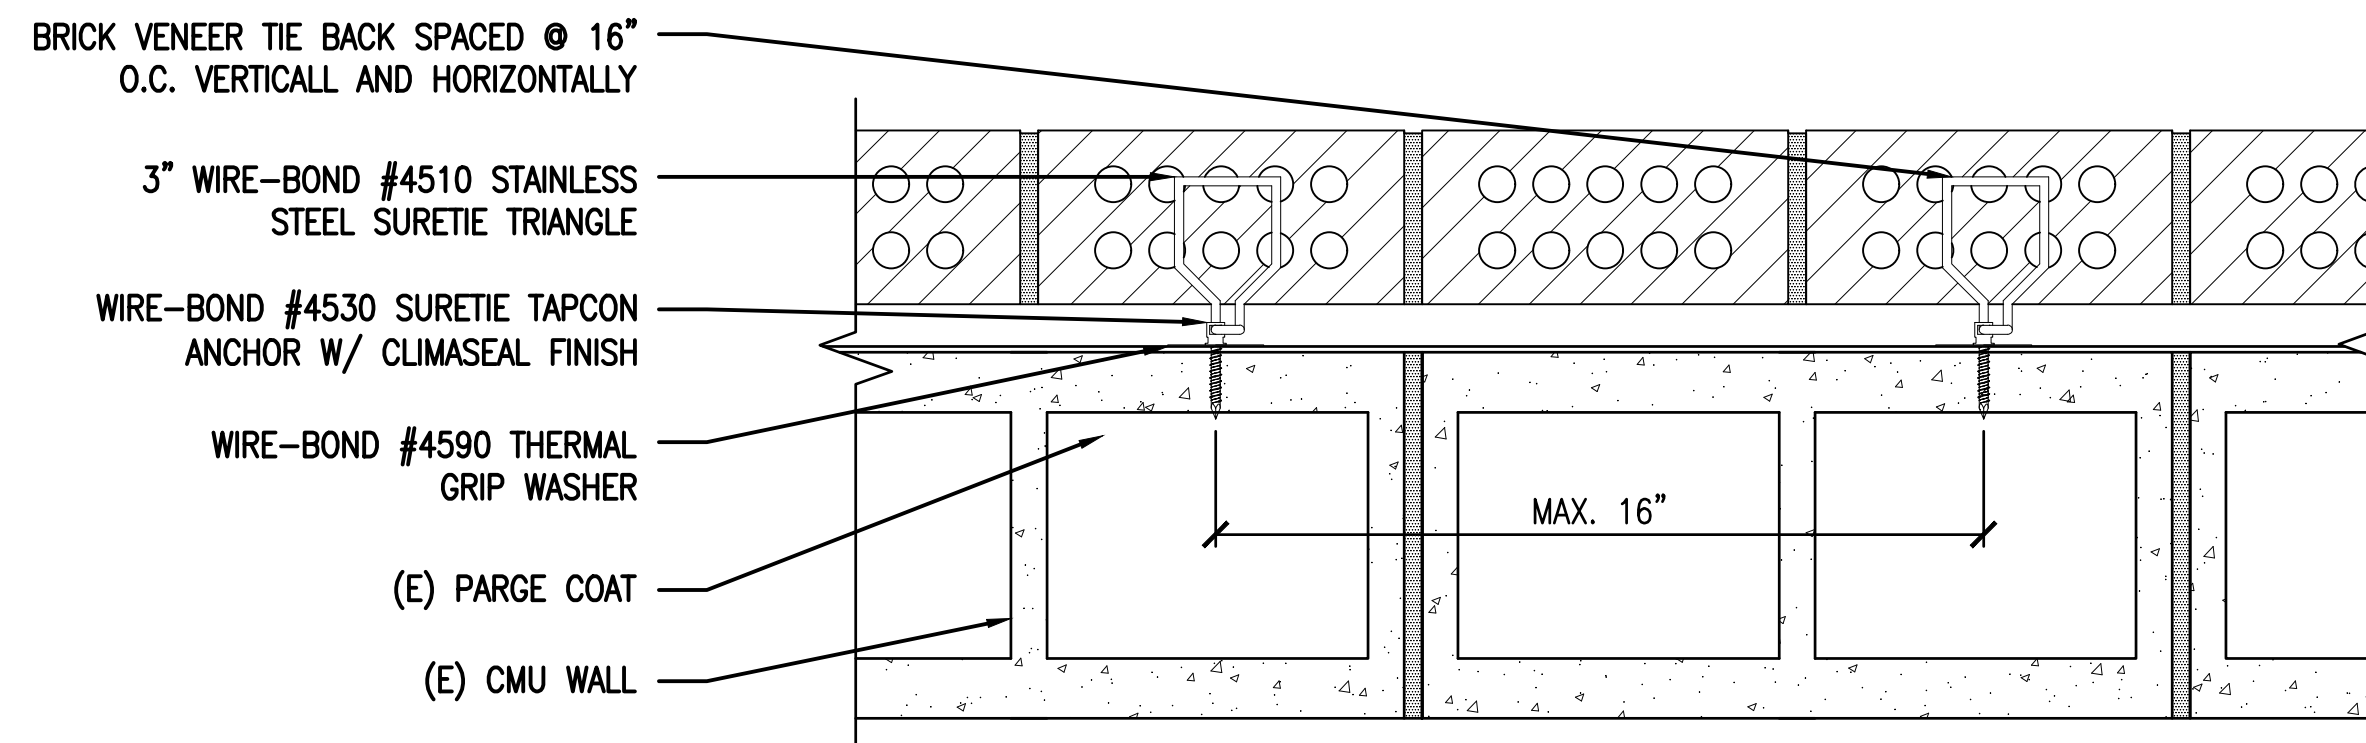 BRICK VENEER TIE BACK SPACED @ 16"
O.C. VERTICALL AND HORIZONTALLY
3" WIRE-BOND #4510 STAINLESS
STEEL SURETIE TRIANGLE
WIRE-BOND #4530 SURETIE TAPCON
ANCHOR W/ CLIMASEAL FINISH
WIRE-BOND #4590 THERMAL
GRIP WASHER
(E) PARGE COAT
(E) CMU WALL
MAX. 16"